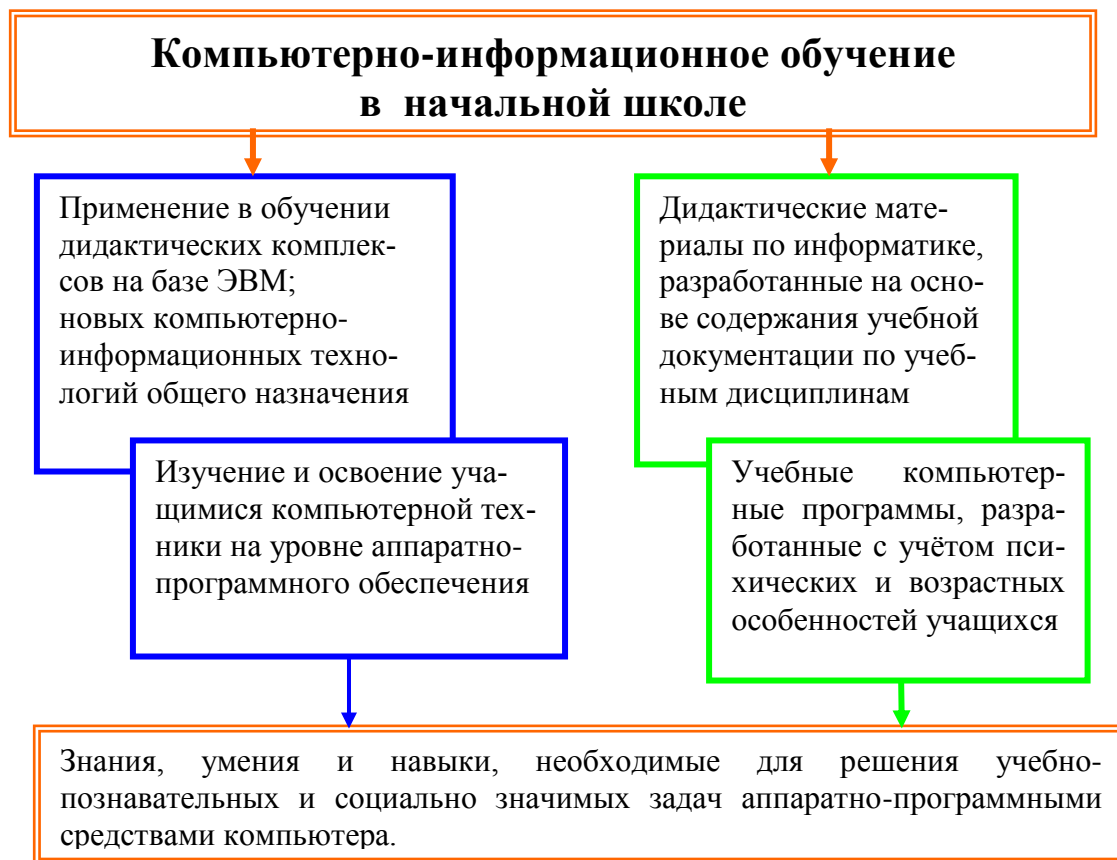 Компьютерно-информационное обучение
в начальной школе
Применение в обучении
дидактических комплек-
сов на базе ЭВМ;
новых компьютерно-
информационных техно-
логий общего назначения
Изучение и освоение уча-
щимися компьютерной тех-
ники на уровне аппаратно-
программного обеспечения
Дидактические мате-
риалы по информатике,
разработанные на осно-
ве содержания учебной
документации по учеб-
ным дисциплинам
Учебные компьютер-
ные программы, разра-
ботанные с учётом пси-
хических и возрастных
особенностей учащихся
Знания, умения и навыки, необходимые для решения учебно-
познавательных и социально значимых задач аппаратно-программными
средствами компьютера.